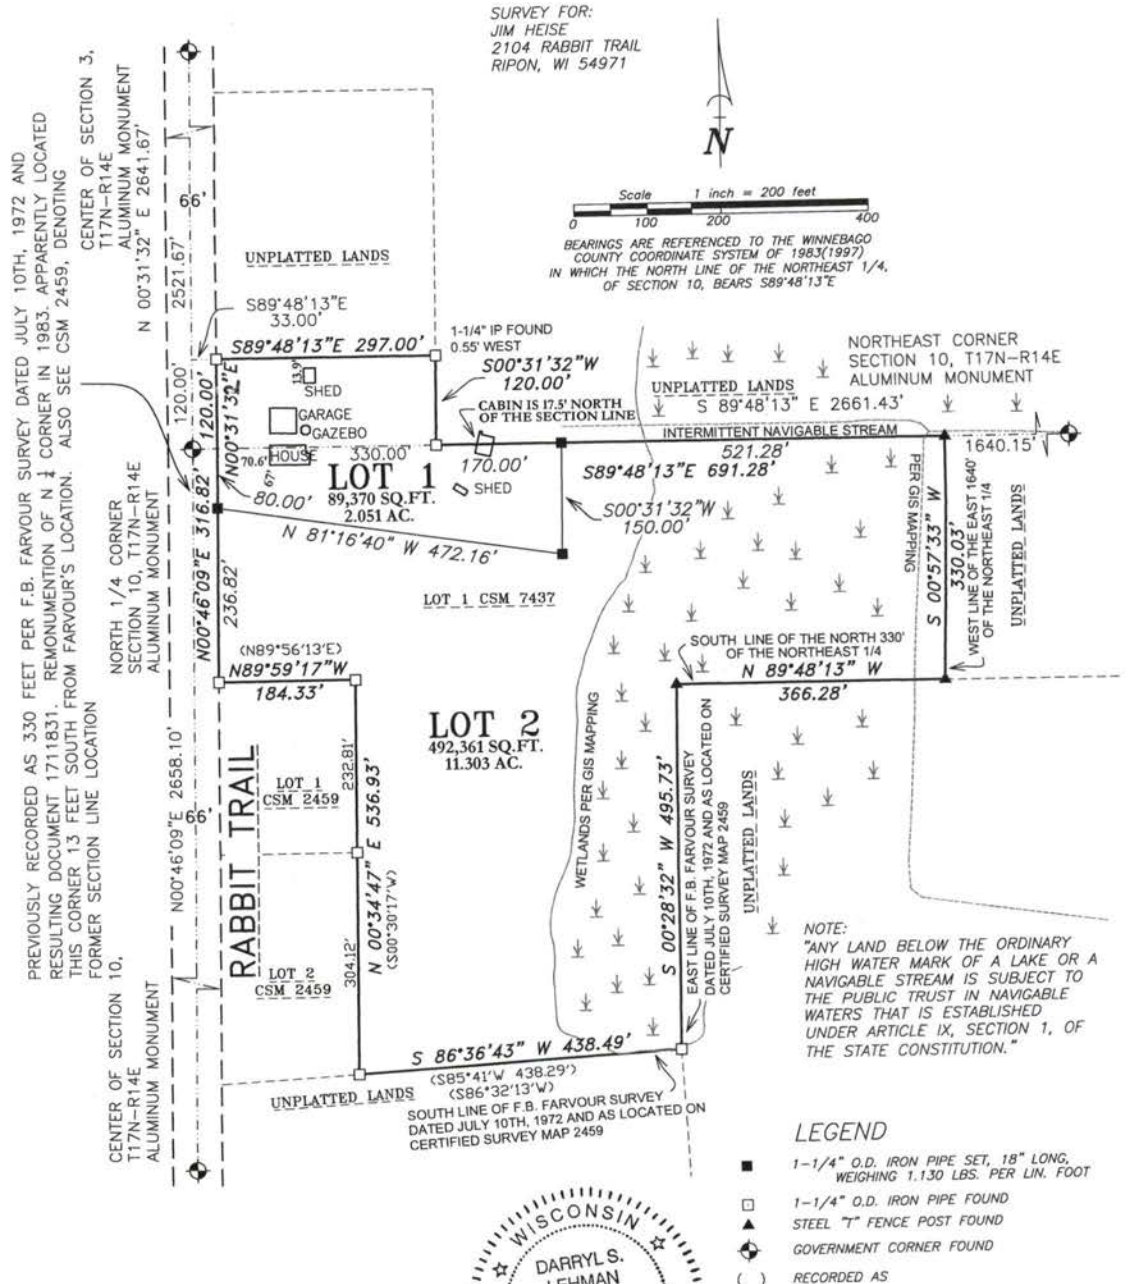 SURVEY FOR:
JIM HEISE
2104 RABBIT TRAIL
RIPON, WI 54971
N
Scale 1 inch = 200 feet
0 100 200 400
BEARINGS ARE REFERENCED TO THE WINNEBAGO
COUNTY COORDINATE SYSTEM OF 1983(1997)
IN WHICH THE NORTH LINE OF THE NORTHEAST 1/4,
OF SECTION 10, BEARS S89°48'13"E
PREVIOUSLY RECORDED AS 330 FEET PER F.B. FARVOUR SURVEY DATED JULY 10TH, 1972 AND
RESULTING DOCUMENT 1711831. REMONUMENTION OF N ¼ CORNER IN 1983. APPARENTLY LOCATED
THIS CORNER 13 FEET SOUTH FROM FARVOUR'S LOCATION. ALSO SEE CSM 2459, DENOTING
FORMER SECTION LINE LOCATION
CENTER OF SECTION 3,
T17N-R14E
ALUMINUM MONUMENT
N 00°31'32" E 2641.67'
2521.67'
66'
120.00'
UNPLATTED LANDS
S89°48'13"E
33.00'
S89°48'13"E 297.00'
1-1/4" IP FOUND
0.55' WEST
S00°31'32"W
120.00'
CABIN IS 17.5' NORTH
OF THE SECTION LINE
120.00'
N00°31'32"E
13.9'
SHED
GARAGE
GAZEBO
HOUSE
70.6'
67'
330.00'
LOT 1
89,370 SQ.FT.
2.051 AC.
80.00'
N 81°16'40" W 472.16'
170.00'
SHED
S00°31'32"W
150.00'
UNPLATTED LANDS
S 89°48'13" E 2661.43'
INTERMITTENT NAVIGABLE STREAM
521.28'
S89°48'13"E 691.28'
NORTHEAST CORNER
SECTION 10, T17N-R14E
ALUMINUM MONUMENT
1640.15'
PER GIS MAPPING
S 00°57'33" W
330.03'
WEST LINE OF THE EAST 1640'
OF THE NORTHEAST 1/4
UNPLATTED LANDS
NORTH 1/4 CORNER
SECTION 10, T17N-R14E
ALUMINUM MONUMENT
N00°46'09"E 316.82'
236.82'
LOT 1 CSM 7437
SOUTH LINE OF THE NORTH 330'
OF THE NORTHEAST 1/4
N 89°48'13" W
366.28'
(N89°56'13"E)
N89°59'17"W
184.33'
LOT 2
492,361 SQ.FT.
11.303 AC.
N00°46'09"E 2658.10'
66'
RABBIT TRAIL
LOT 1
CSM 2459
232.81'
N 00°34'47" E 536.93'
(S00°30'17"W)
LOT 2
CSM 2459
304.12'
WETLANDS PER GIS MAPPING
S 00°28'32" W 495.73'
EAST LINE OF F.B. FARVOUR SURVEY
DATED JULY 10TH, 1972 AND AS LOCATED ON
CERTIFIED SURVEY MAP 2459
UNPLATTED LANDS
CENTER OF SECTION 10,
T17N-R14E
ALUMINUM MONUMENT
S 86°36'43" W 438.49'
(S85°41'W 438.29')
(S86°32'13"W)
UNPLATTED LANDS
SOUTH LINE OF F.B. FARVOUR SURVEY
DATED JULY 10TH, 1972 AND AS LOCATED ON
CERTIFIED SURVEY MAP 2459
NOTE:
"ANY LAND BELOW THE ORDINARY
HIGH WATER MARK OF A LAKE OR A
NAVIGABLE STREAM IS SUBJECT TO
THE PUBLIC TRUST IN NAVIGABLE
WATERS THAT IS ESTABLISHED
UNDER ARTICLE IX, SECTION 1, OF
THE STATE CONSTITUTION."
LEGEND
1-1/4" O.D. IRON PIPE SET, 18" LONG,
WEIGHING 1.130 LBS. PER LIN. FOOT
1-1/4" O.D. IRON PIPE FOUND
STEEL "T" FENCE POST FOUND
GOVERNMENT CORNER FOUND
( ) RECORDED AS
WISCONSIN
DARRYL S.
LEHMAN